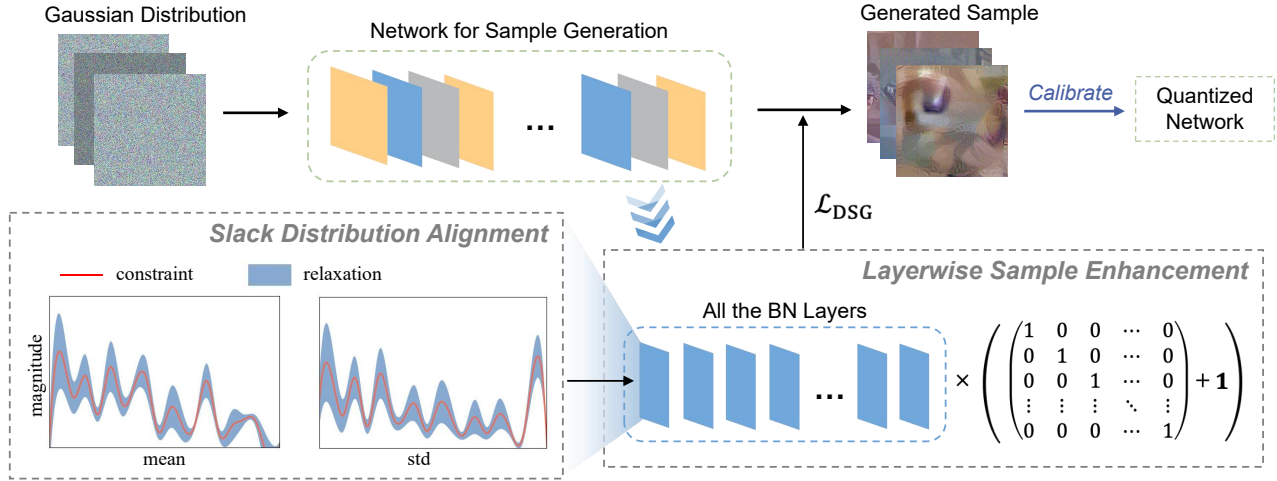 Gaussian Distribution
Network for Sample Generation
Generated Sample
...
Calibrate
Quantized
Network
ℒDSG
Slack Distribution Alignment
constraint
relaxation
magnitude
mean
std
Layerwise Sample Enhancement
All the BN Layers
...
× ( ( 1 0 0 ⋯ 0
0 1 0 ⋯ 0
0 0 1 ⋯ 0
⋮ ⋮ ⋮ ⋱ ⋮
0 0 0 ⋯ 1 ) + 1 )